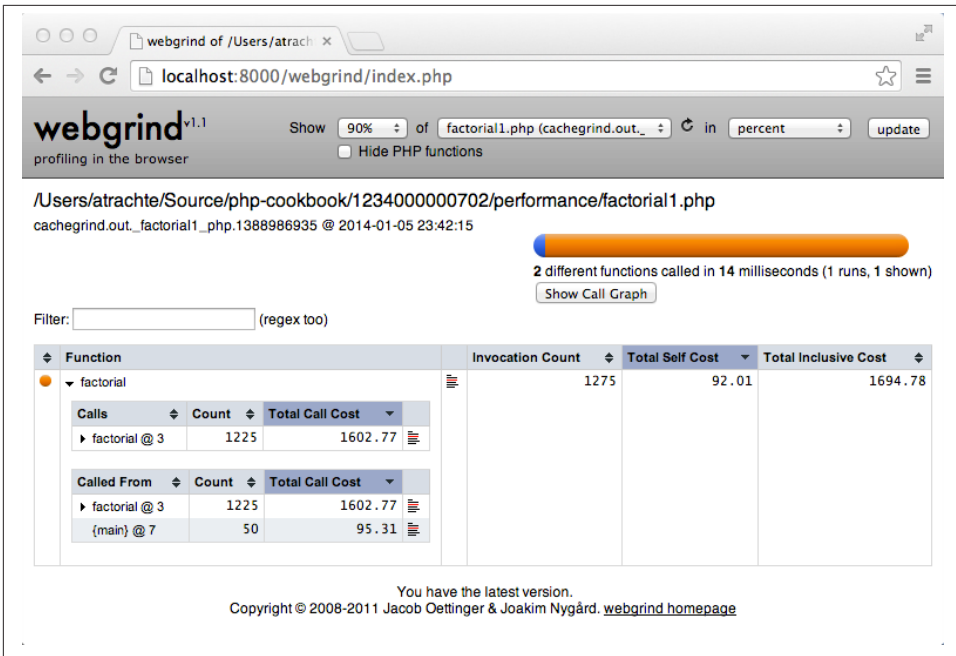 webgrind of /Users/atrach
localhost:8000/webgrind/index.php
webgrind v1.1
profiling in the browser
Show 90% of factorial1.php (cachegrind.out._ in percent update
Hide PHP functions
/Users/atrachte/Source/php-cookbook/1234000000702/performance/factorial1.php
cachegrind.out._factorial1_php.1388986935 @ 2014-01-05 23:42:15
2 different functions called in 14 milliseconds (1 runs, 1 shown)
Show Call Graph
Filter: (regex too)
Function Invocation Count Total Self Cost Total Inclusive Cost
factorial 1275 92.01 1694.78
Calls Count Total Call Cost
factorial @ 3 1225 1602.77
Called From Count Total Call Cost
factorial @ 3 1225 1602.77
{main} @ 7 50 95.31
You have the latest version.
Copyright © 2008-2011 Jacob Oettinger & Joakim Nygård. webgrind homepage